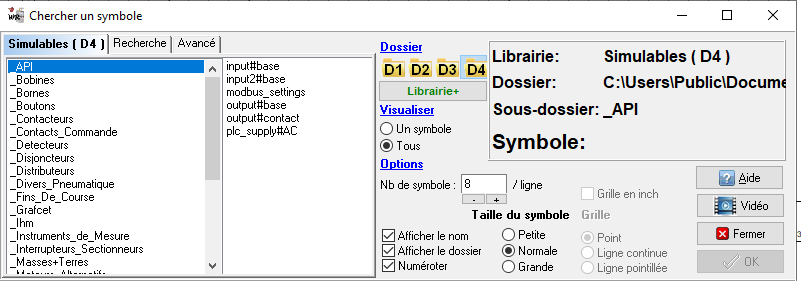 Chercher un symbole
Simulables ( D4 ) Recherche Avancé
_API
_Bobines
_Bornes
_Boutons
_Contacteurs
_Contacts_Commande
_Detecteurs
_Disjoncteurs
_Distributeurs
_Divers_Pneumatique
_Fins_De_Course
_Grafcet
_Ihm
_Instruments_de_Mesure
_Interrupteurs_Sectionneurs
_Masses+Terres
input#base
input2#base
modbus_settings
output#base
output#contact
plc_supply#AC
Dossier
D1 D2 D3 D4
Librairie+
Visualiser
Un symbole
Tous
Options
Nb de symbole : 8 / ligne
- +
Afficher le nom
Afficher le dossier
Numéroter
Taille du symbole
Petite
Normale
Grande
Grille en inch
Grille
Point
Ligne continue
Ligne pointillée
Librairie: Simulables ( D4 )
Dossier: C:\Users\Public\Docume
Sous-dossier: _API
Symbole:
Aide
Vidéo
Fermer
OK